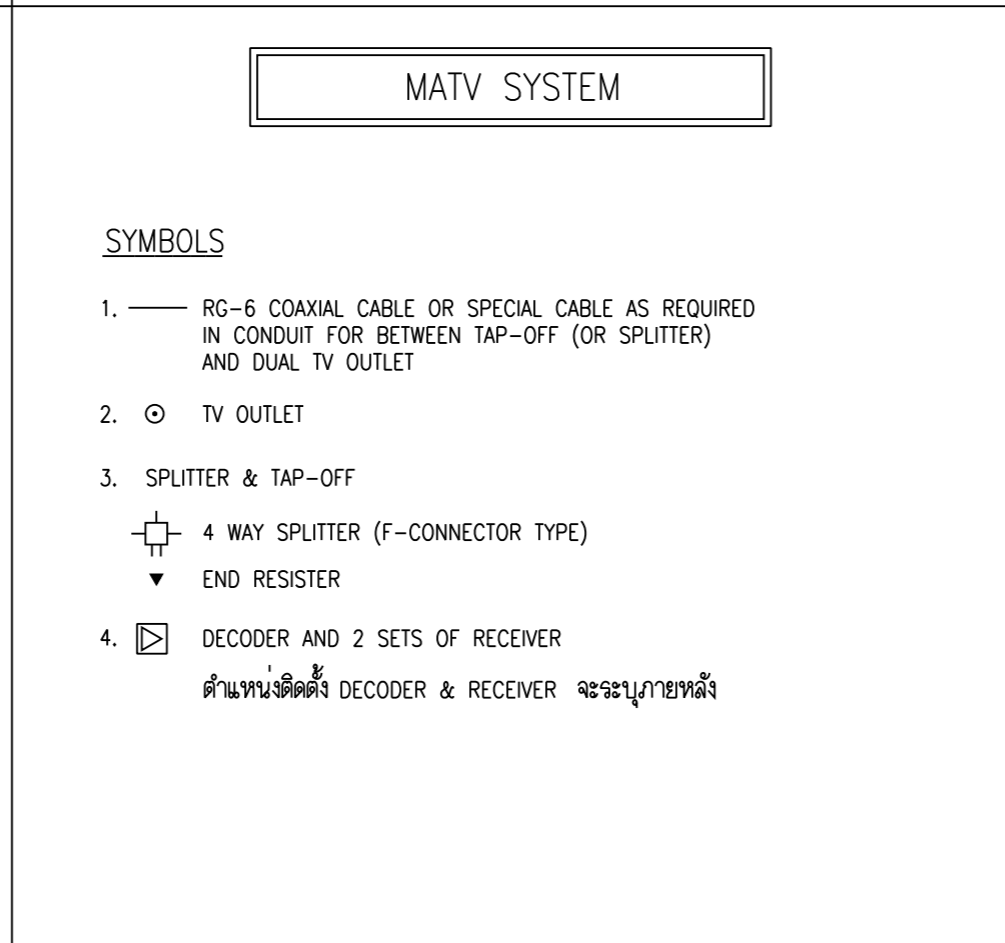 MATV SYSTEM
SYMBOLS
1. RG-6 COAXIAL CABLE OR SPECIAL CABLE AS REQUIRED
IN CONDUIT FOR BETWEEN TAP-OFF (OR SPLITTER)
AND DUAL TV OUTLET
2. TV OUTLET
3. SPLITTER & TAP-OFF
4 WAY SPLITTER (F-CONNECTOR TYPE)
END RESISTER
4. DECODER AND 2 SETS OF RECEIVER
ตำแหน่งติดตั้ง DECODER & RECEIVER จะระบุภายหลัง